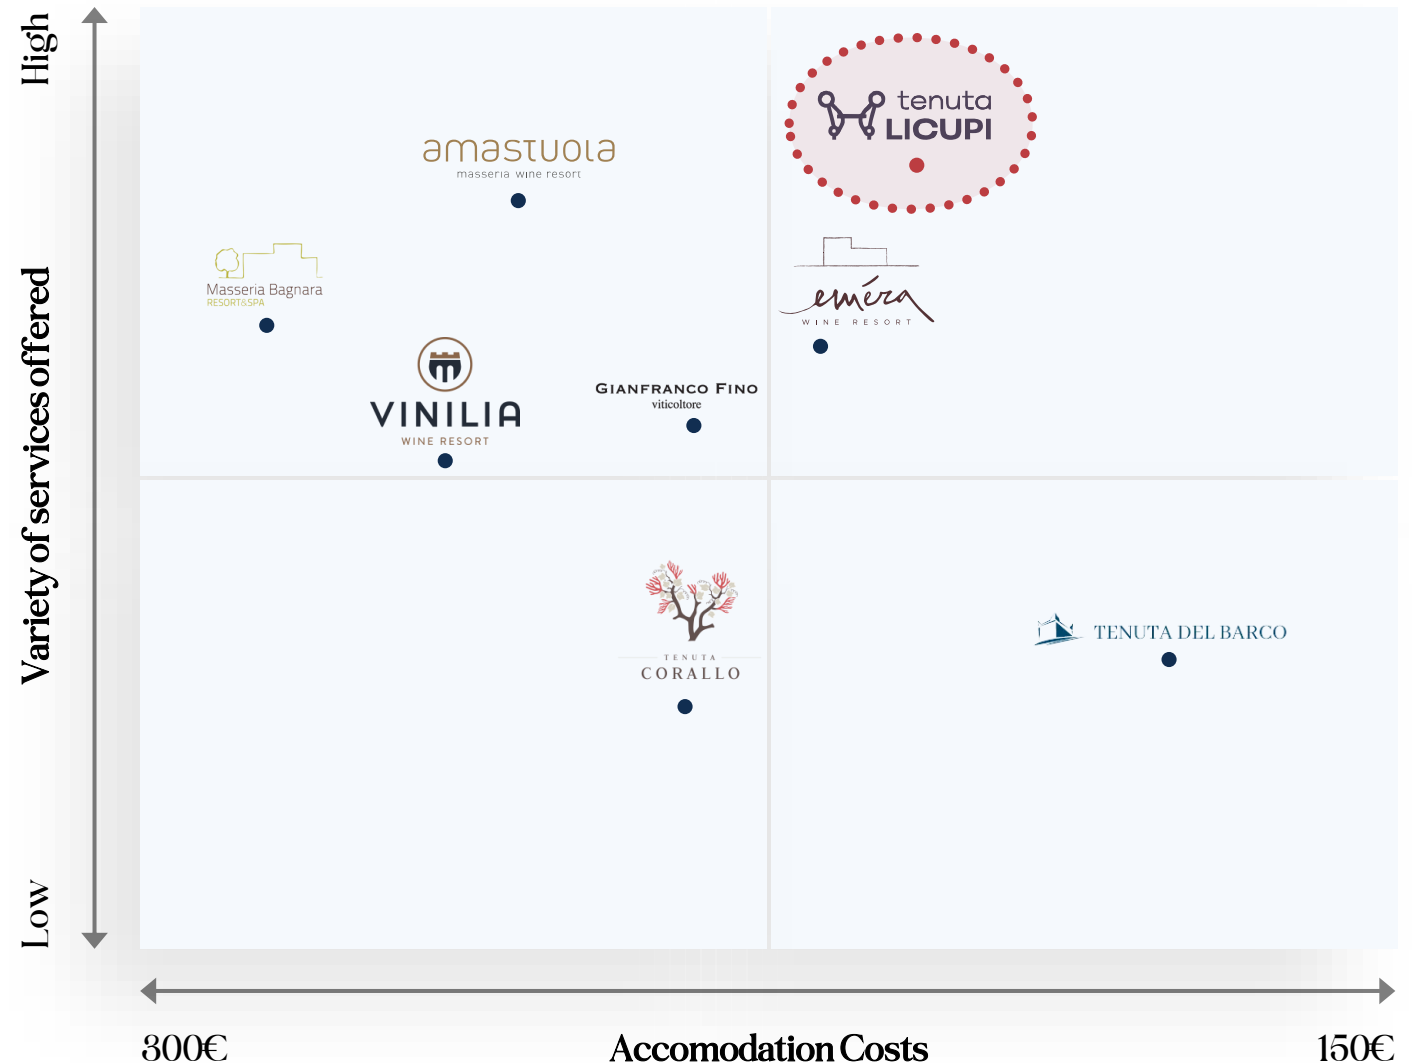 High
tenuta
LICUPI
amastuola
masseria wine resort
Masseria Bagnara
RESORT&SPA
eméra
WINE RESORT
VINILIA
WINE RESORT
GIANFRANCO FINO
viticoltore
Variety of services offered
TENUTA
CORALLO
TENUTA DEL BARCO
Low
300€
Accomodation Costs
150€